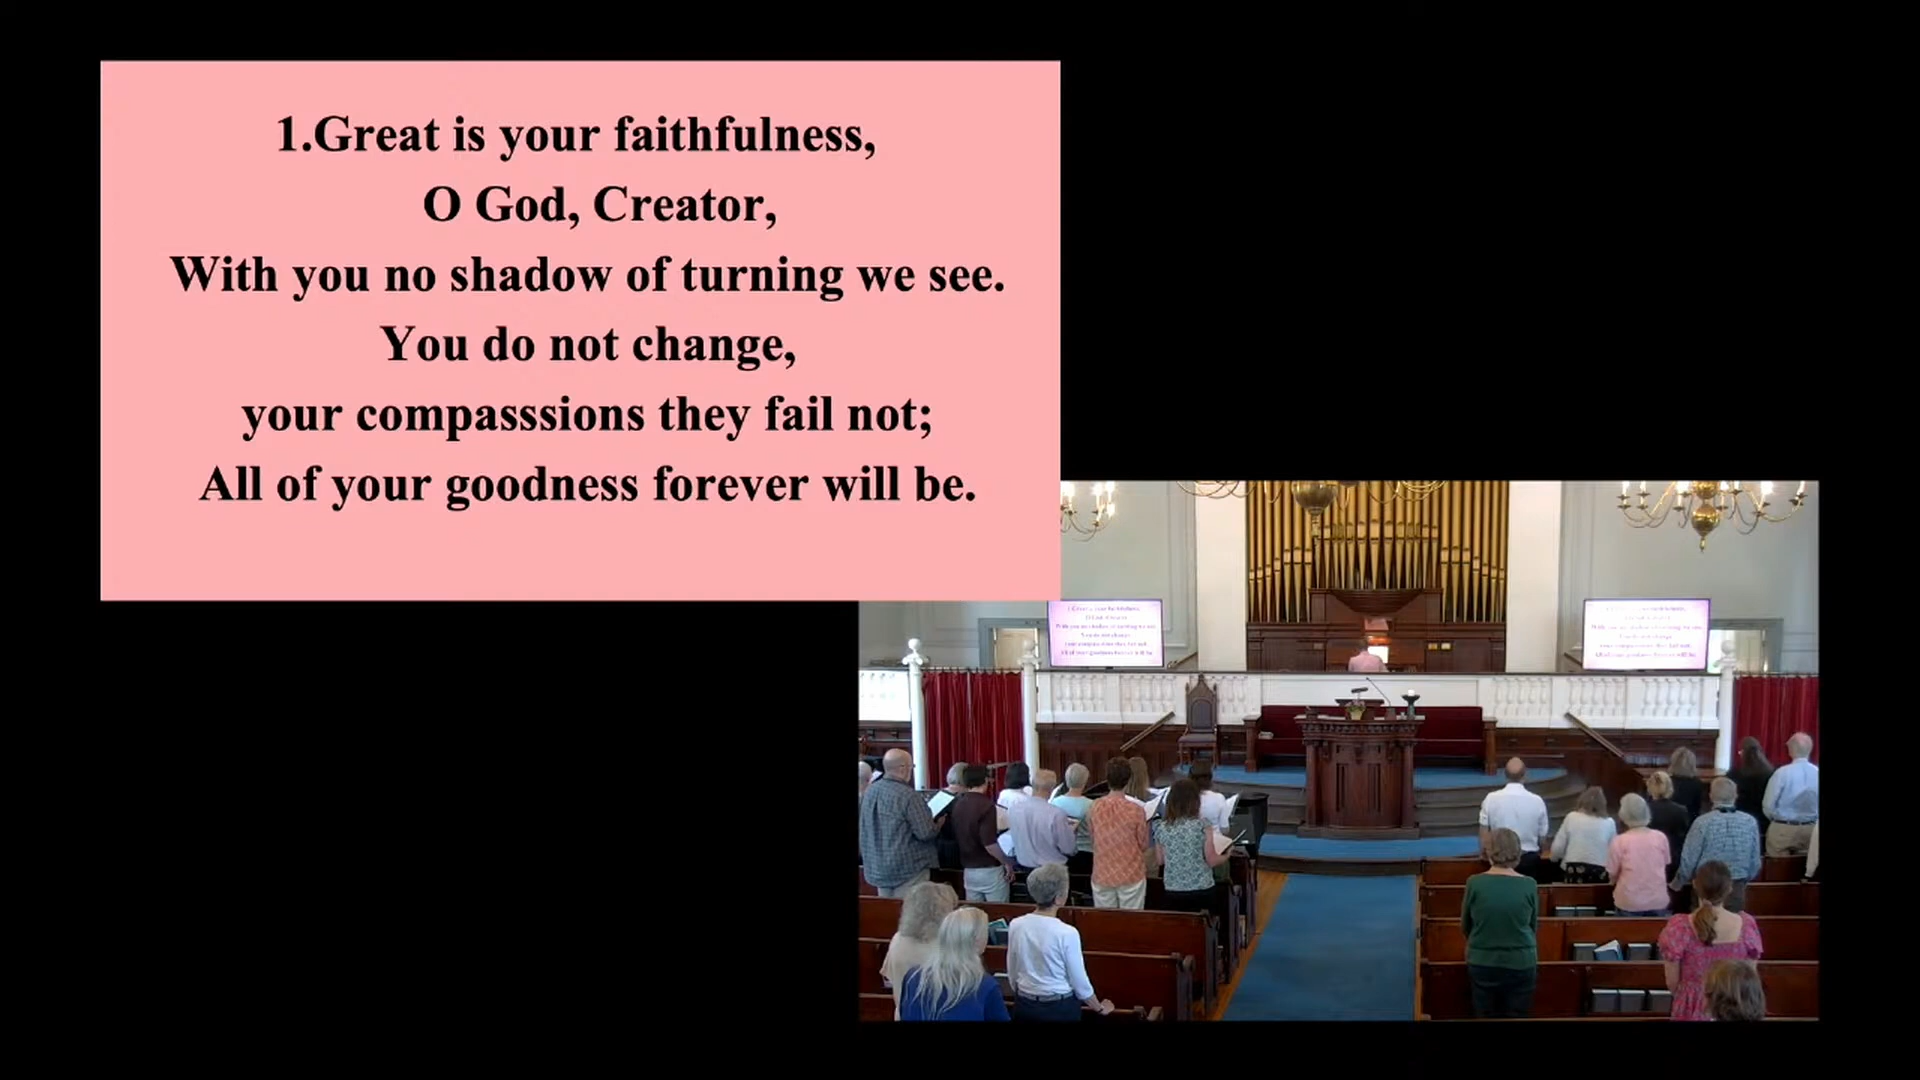 1.Great is your faithfulness,
O God, Creator,
With you no shadow of turning we see.
You do not change,
your compasssions they fail not;
All of your goodness forever will be.